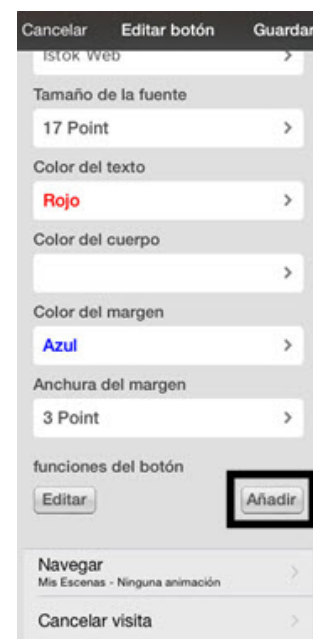 Cancelar Editar botón Guardar
Istok Web
Tamaño de la fuente
17 Point
Color del texto
Rojo
Color del cuerpo
Color del margen
Azul
Anchura del margen
3 Point
funciones del botón
Editar Añadir
Navegar
Mis Escenas - Ninguna animación
Cancelar visita